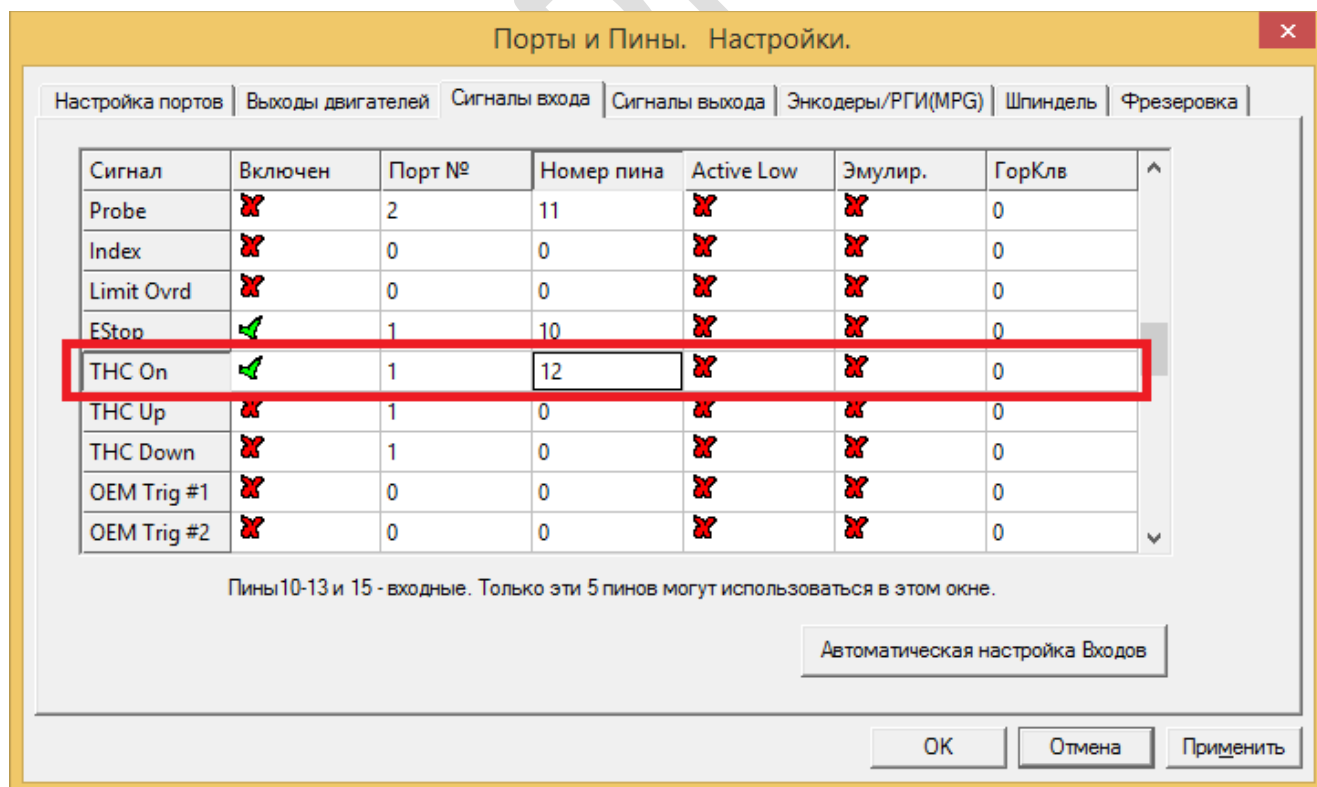 Порты и Пины. Настройки.
Настройка портов Выходы двигателей Сигналы входа Сигналы выхода Энкодеры/РГИ(MPG) Шпиндель Фрезеровка
Сигнал Включен Порт № Номер пина Active Low Эмулир. ГорКлв
Probe 2 11 0
Index 0 0 0
Limit Ovrd 0 0 0
EStop 1 10 0
THC On 1 12 0
THC Up 1 0 0
THC Down 1 0 0
OEM Trig #1 0 0 0
OEM Trig #2 0 0 0
Пины10-13 и 15 - входные. Только эти 5 пинов могут использоваться в этом окне.
Автоматическая настройка Входов
OK Отмена Применить